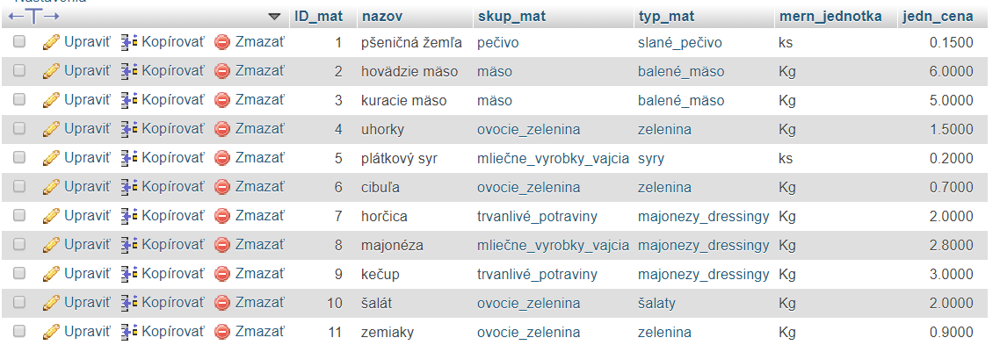 Nastavenia
ID_mat nazov skup_mat typ_mat mern_jednotka jedn_cena
Upraviť Kopírovať Zmazať 1 pšeničná žemľa pečivo slané_pečivo ks 0.1500
Upraviť Kopírovať Zmazať 2 hovädzie mäso mäso balené_mäso Kg 6.0000
Upraviť Kopírovať Zmazať 3 kuracie mäso mäso balené_mäso Kg 5.0000
Upraviť Kopírovať Zmazať 4 uhorky ovocie_zelenina zelenina Kg 1.5000
Upraviť Kopírovať Zmazať 5 plátkový syr mliečne_vyrobky_vajcia syry ks 0.2000
Upraviť Kopírovať Zmazať 6 cibuľa ovocie_zelenina zelenina Kg 0.7000
Upraviť Kopírovať Zmazať 7 horčica trvanlivé_potraviny majonezy_dressingy Kg 2.0000
Upraviť Kopírovať Zmazať 8 majonéza mliečne_vyrobky_vajcia majonezy_dressingy Kg 2.8000
Upraviť Kopírovať Zmazať 9 kečup trvanlivé_potraviny majonezy_dressingy Kg 3.0000
Upraviť Kopírovať Zmazať 10 šalát ovocie_zelenina šalaty Kg 2.0000
Upraviť Kopírovať Zmazať 11 zemiaky ovocie_zelenina zelenina Kg 0.9000